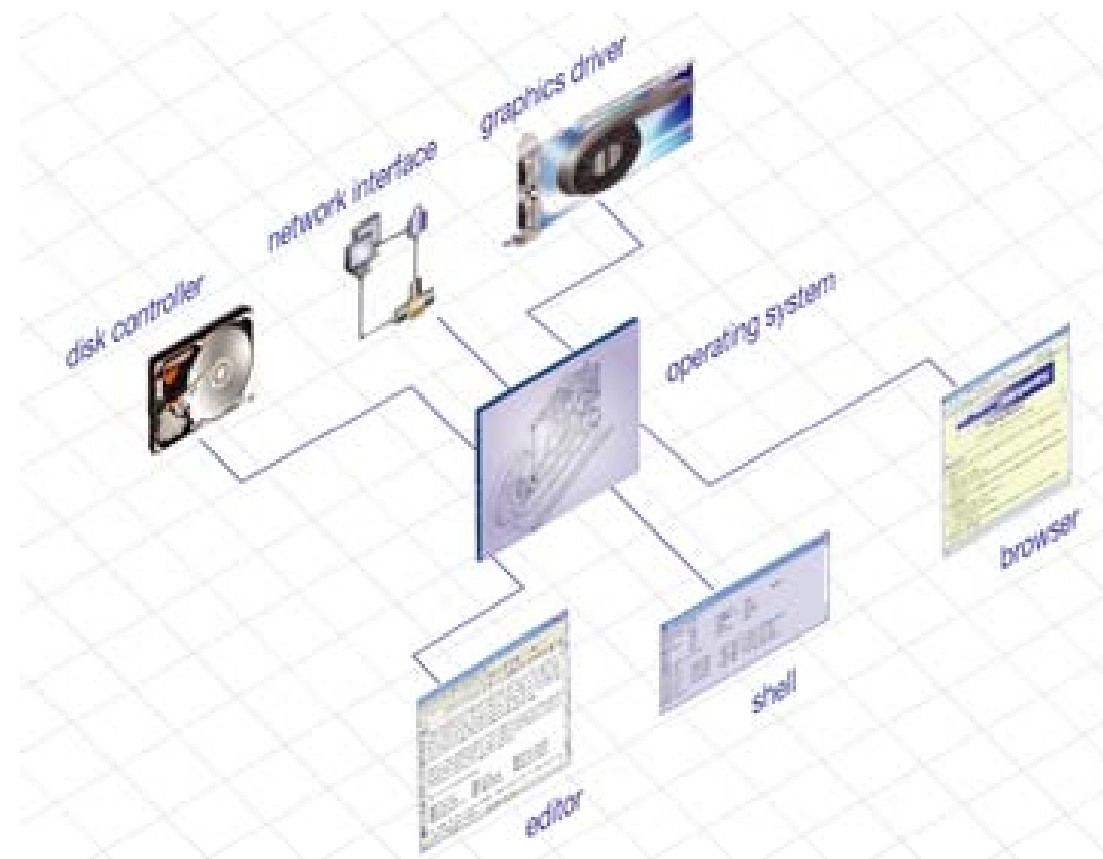 graphics driver
network interface
disk controller
operating system
browser
shell
editor